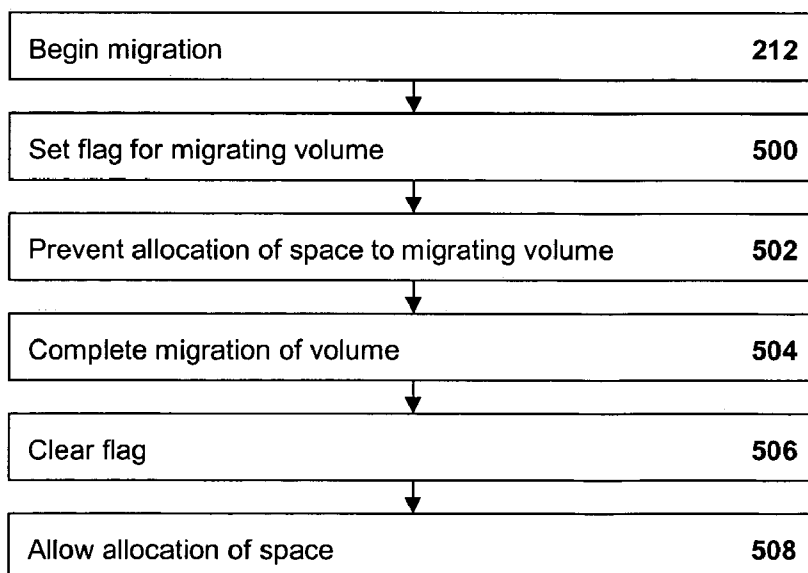 Begin migration 212
Set flag for migrating volume 500
Prevent allocation of space to migrating volume 502
Complete migration of volume 504
Clear flag 506
Allow allocation of space 508